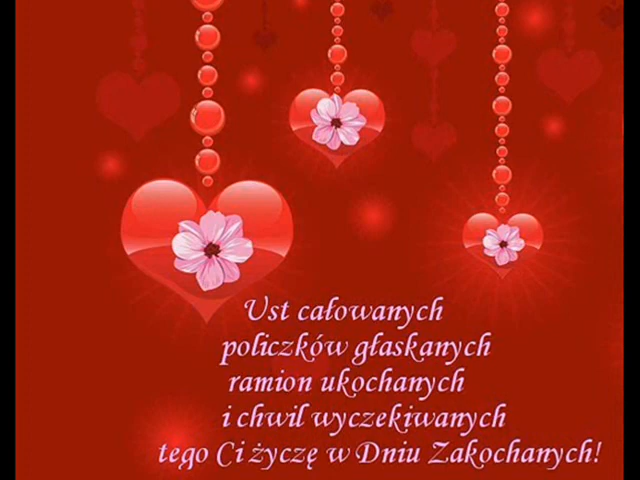 Ust całowanych
policzków głaskanych
ramion ukochanych
i chwil wyczekiwanych
tego Ci życzę w Dniu Zakochanych!